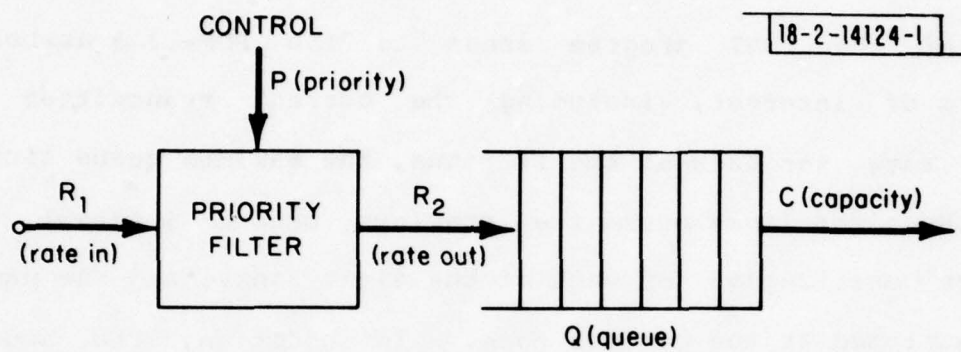 CONTROL
18-2-14124-1
P (priority)
R1
(rate in)
PRIORITY
FILTER
R2
(rate out)
C (capacity)
Q (queue)